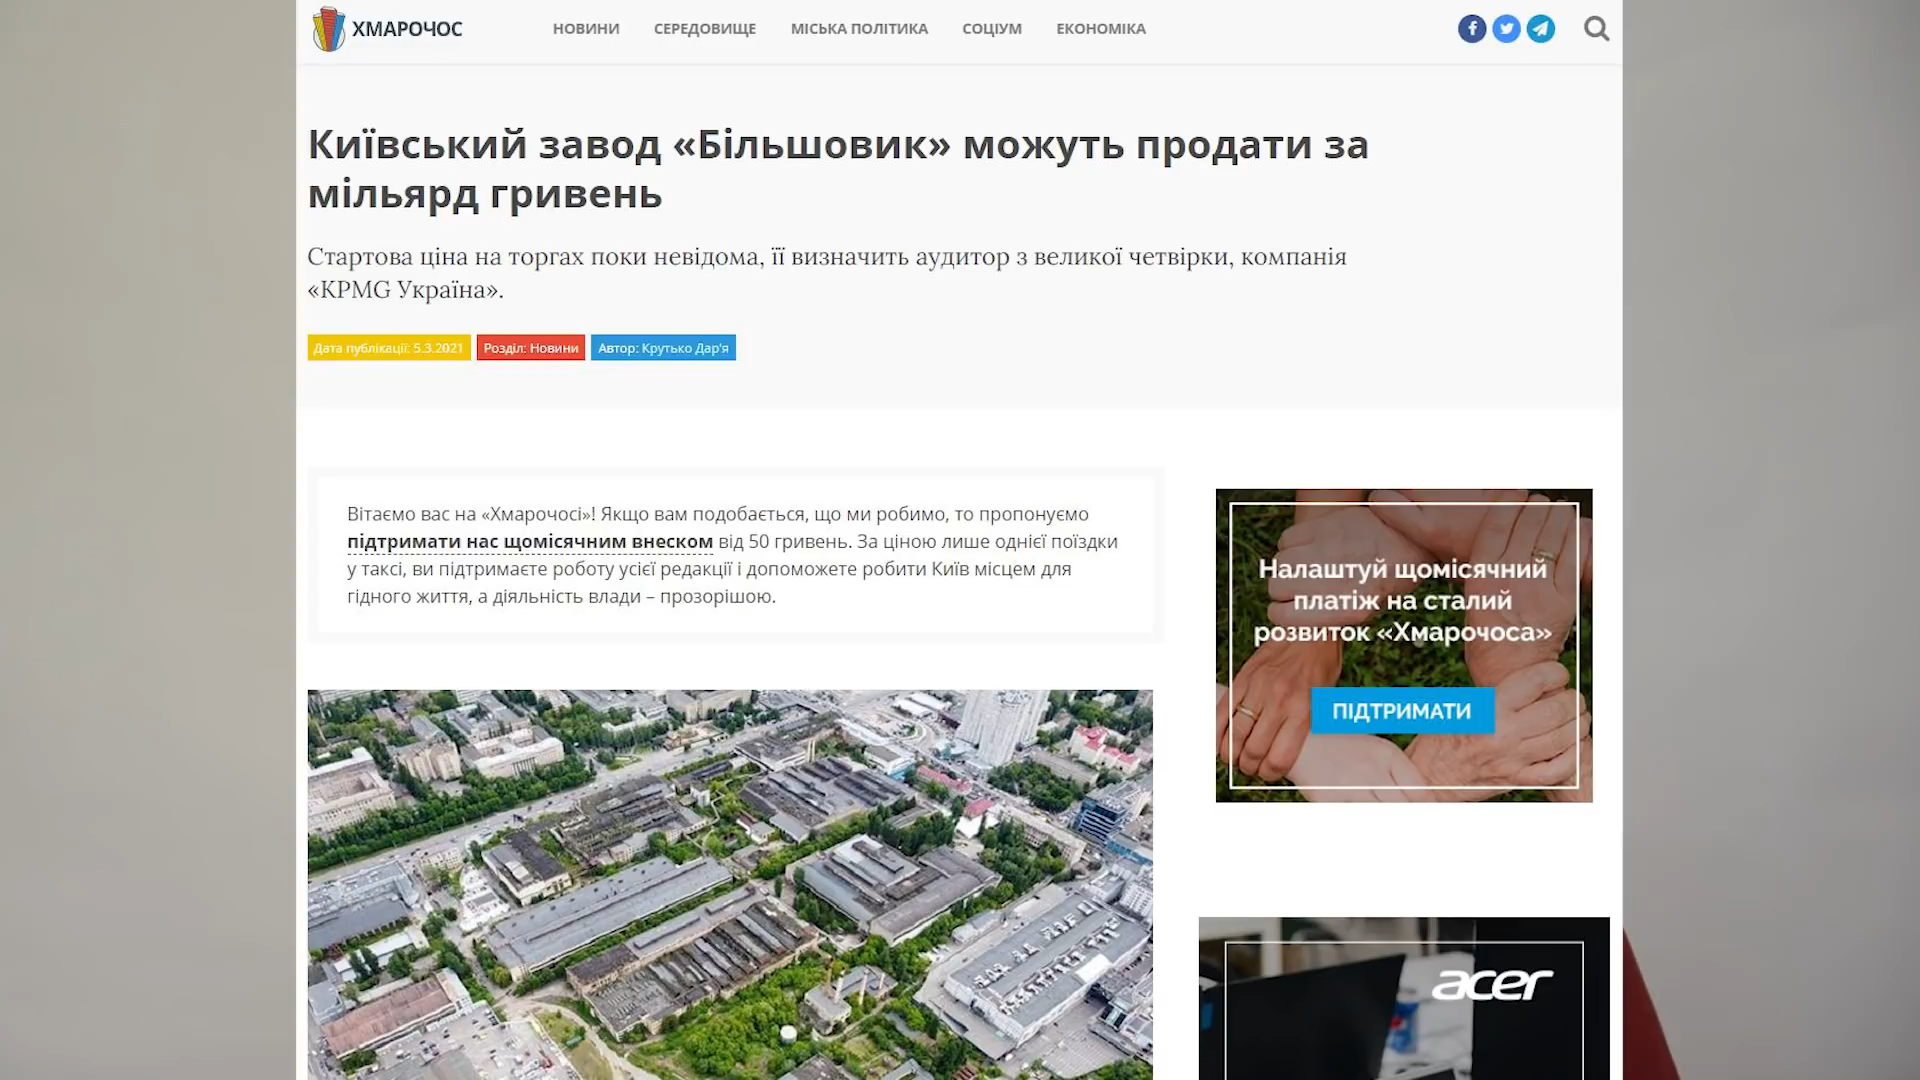 ХМАРОЧОС
НОВИНИ
СЕРЕДОВИЩЕ
МІСЬКА ПОЛІТИКА
СОЦІУМ
ЕКОНОМІКА
Київський завод «Більшовик» можуть продати за
мільярд гривень
Стартова ціна на торгах поки невідома, її визначить аудитор з великої четвірки, компанія
«KPMG Україна».
Дата публікації: 5.3.2021
Розділ: Новини
Автор: Крутько Дар'я
Вітаємо вас на «Хмарочосі»! Якщо вам подобається, що ми робимо, то пропонуємо
підтримати нас щомісячним внеском від 50 гривень. За ціною лише однієї поїздки
у таксі, ви підтримаєте роботу усієї редакції і допоможете робити Київ місцем для
гідного життя, а діяльність влади – прозорішою.
Налаштуй щомісячний
платіж на сталий
розвиток «Хмарочоса»
ПІДТРИМАТИ
acer